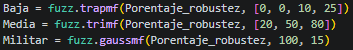 Baja = fuzz.trapmf(Porentaje_robustez, [0, 0, 10, 25])
Media = fuzz.trimf(Porentaje_robustez, [20, 50, 80])
Militar = fuzz.gaussmf(Porentaje_robustez, 100, 15)